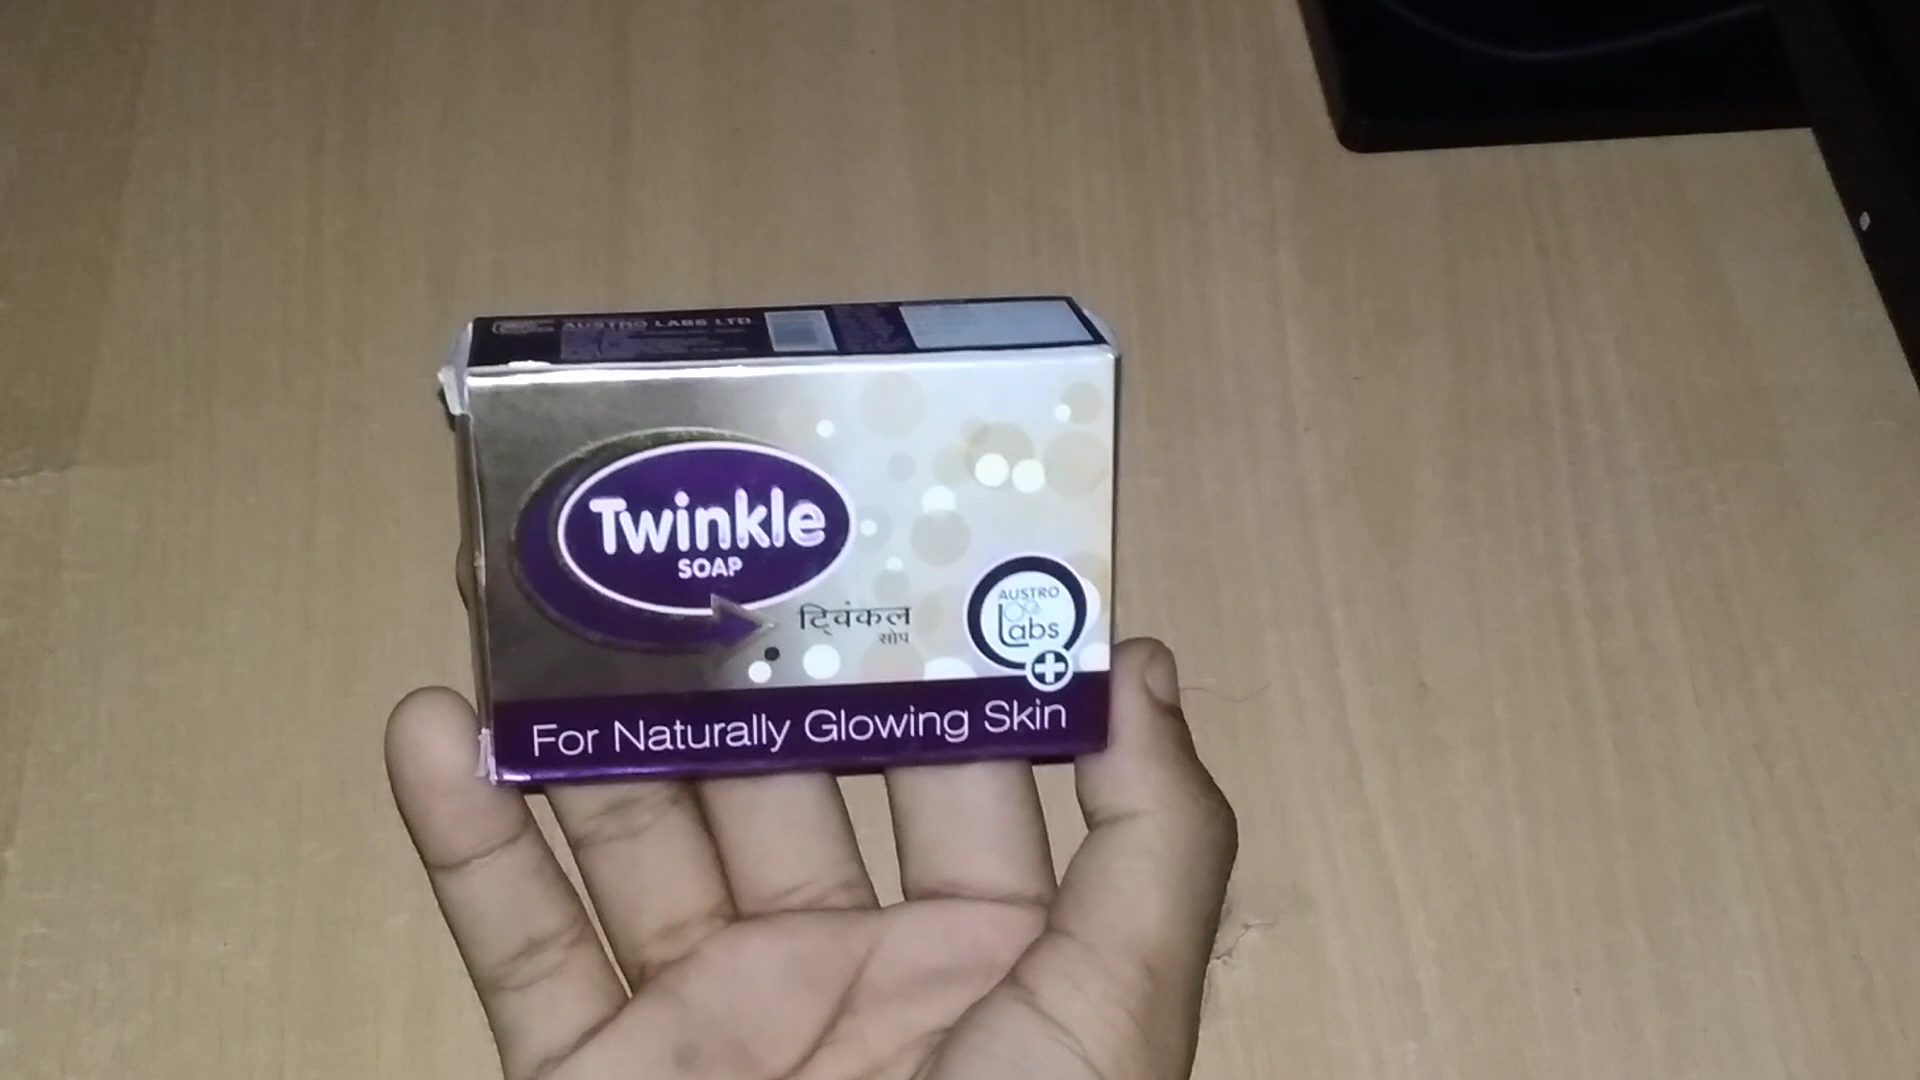 AUSTRO LABS LTD
Twinkle
SOAP
ट्विंकल
सोप
AUSTRO
Labs
For Naturally Glowing Skin